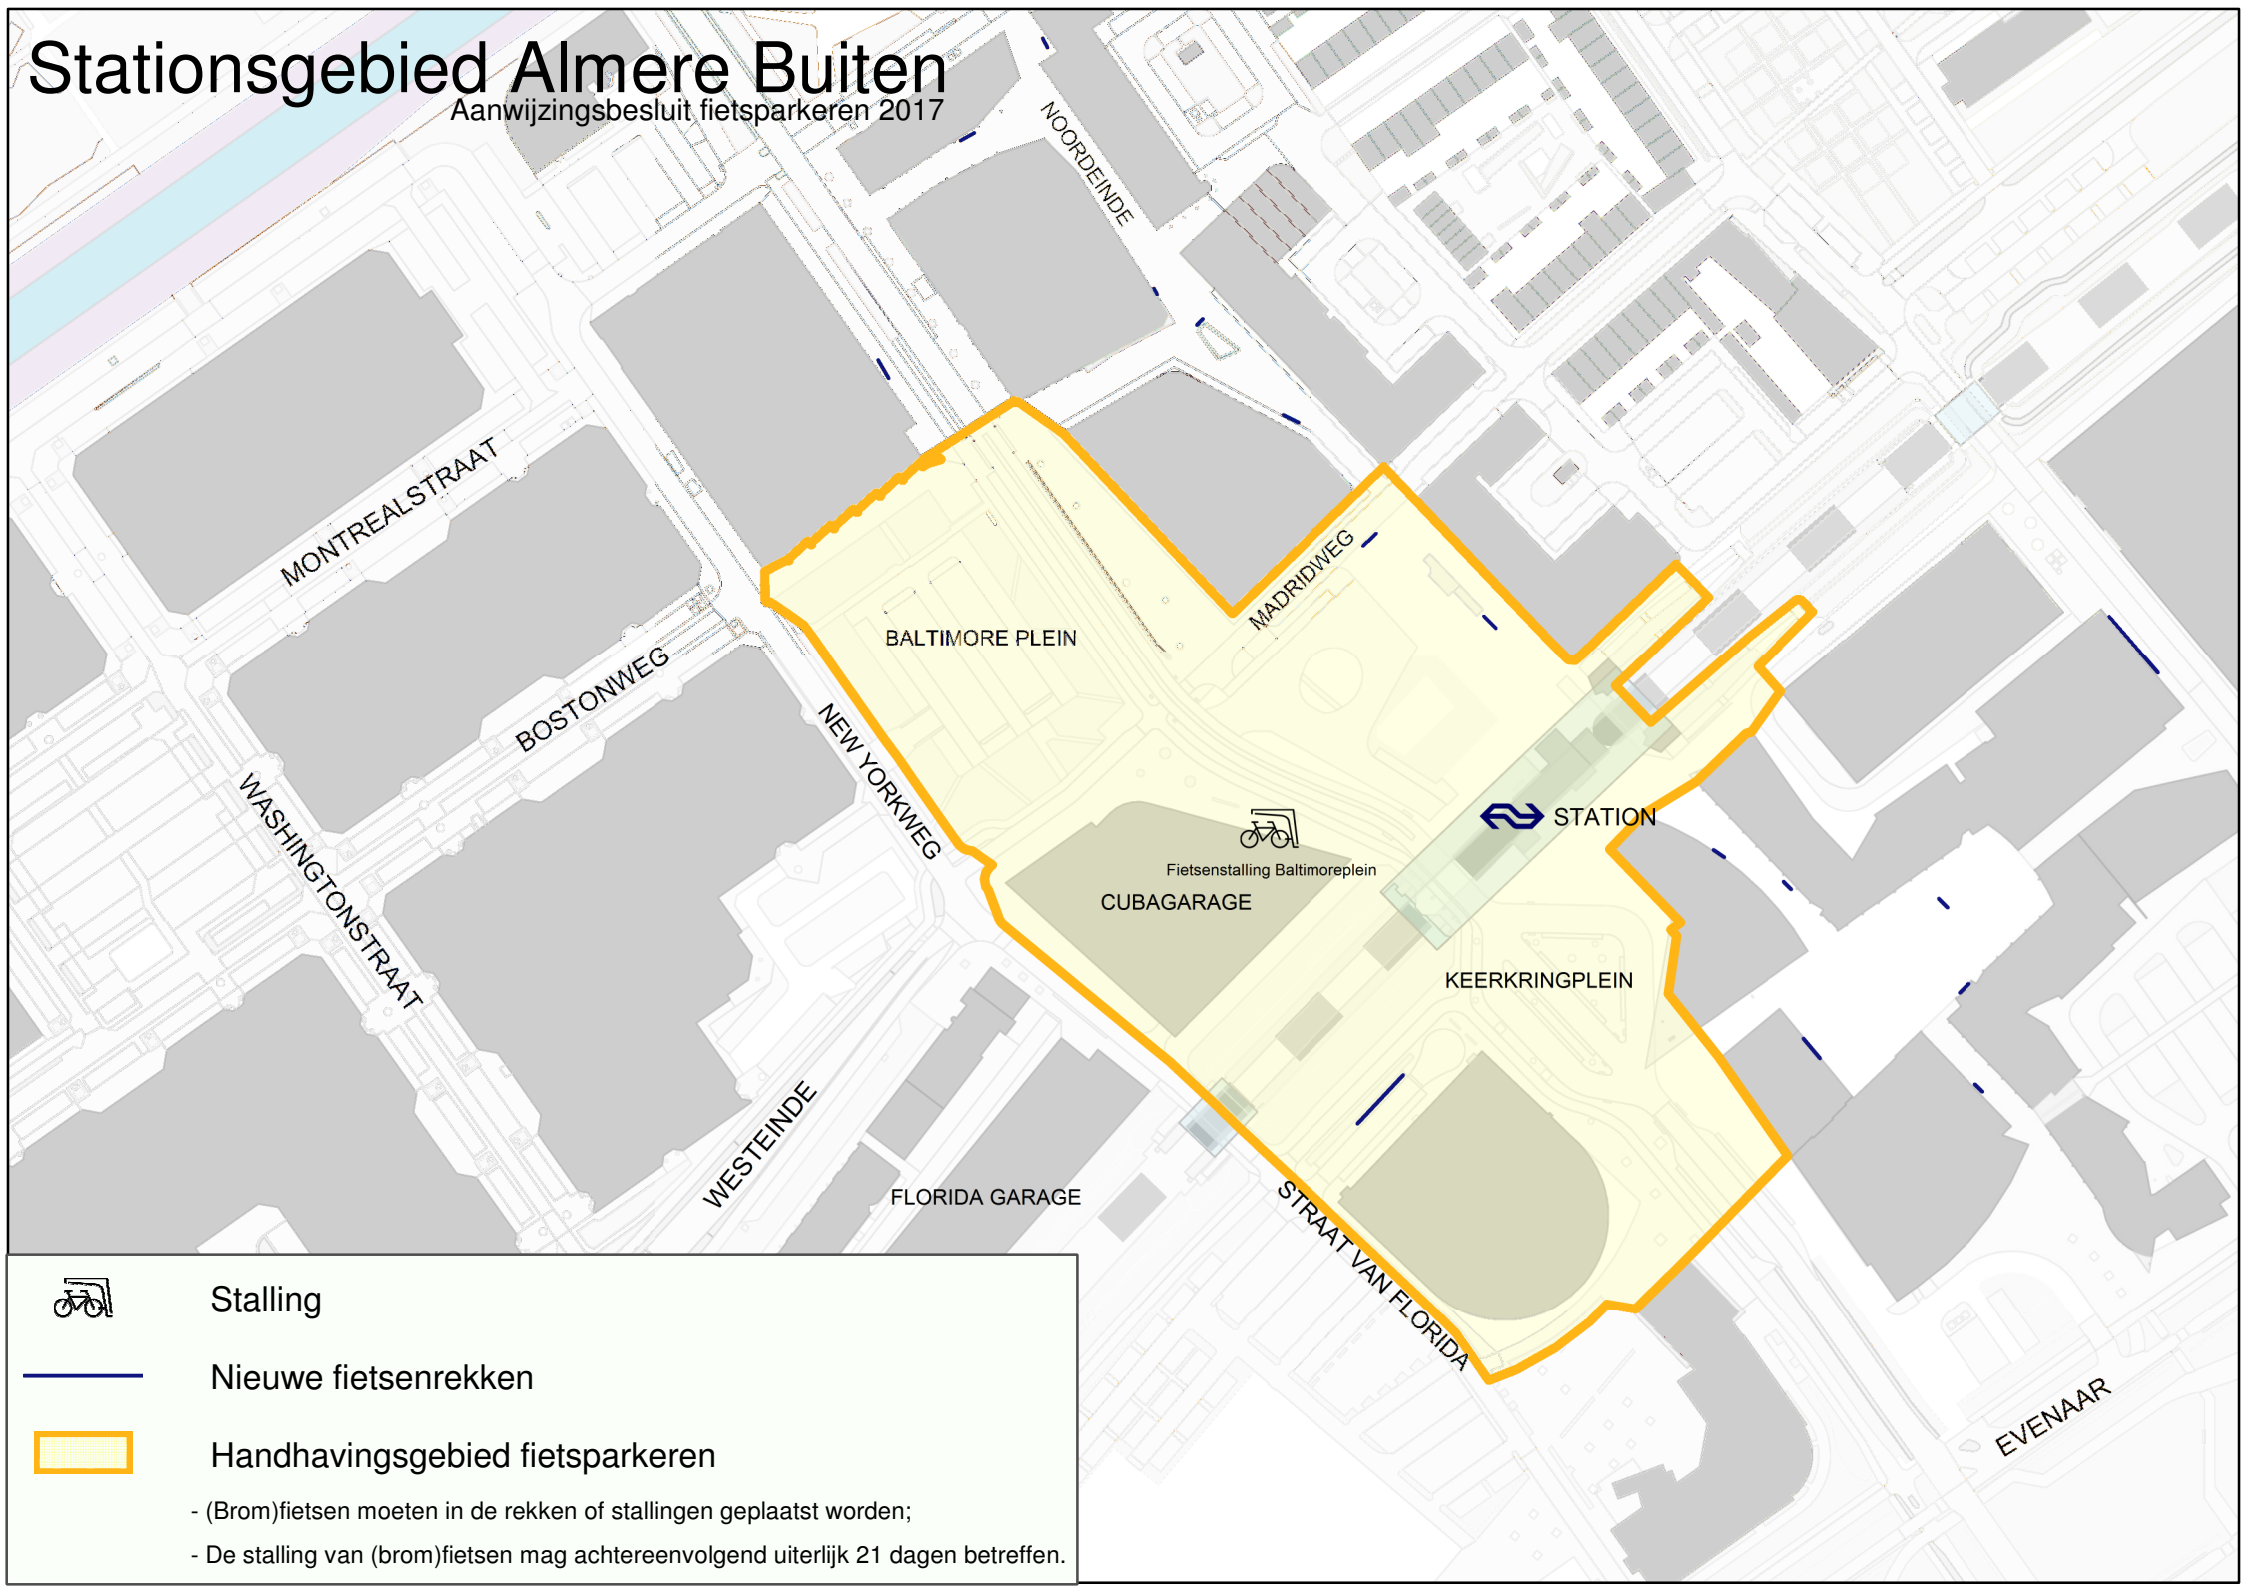 Stationsgebied Almere Buiten
Aanwijzingsbesluit fietsparkeren 2017
NOORDEINDE
MONTREALSTRAAT
MADRIDWEG
BALTIMORE PLEIN
BOSTONWEG
NEW YORKWEG
WASHINGTONSTRAAT
STATION
Fietsenstalling Baltimoreplein
CUBAGARAGE
KEERKRINGPLEIN
WESTEINDE
FLORIDA GARAGE
STRAAT VAN FLORIDA
EVENAAR
Stalling
Nieuwe fietsenrekken
Handhavingsgebied fietsparkeren
- (Brom)fietsen moeten in de rekken of stallingen geplaatst worden;
- De stalling van (brom)fietsen mag achtereenvolgend uiterlijk 21 dagen betreffen.